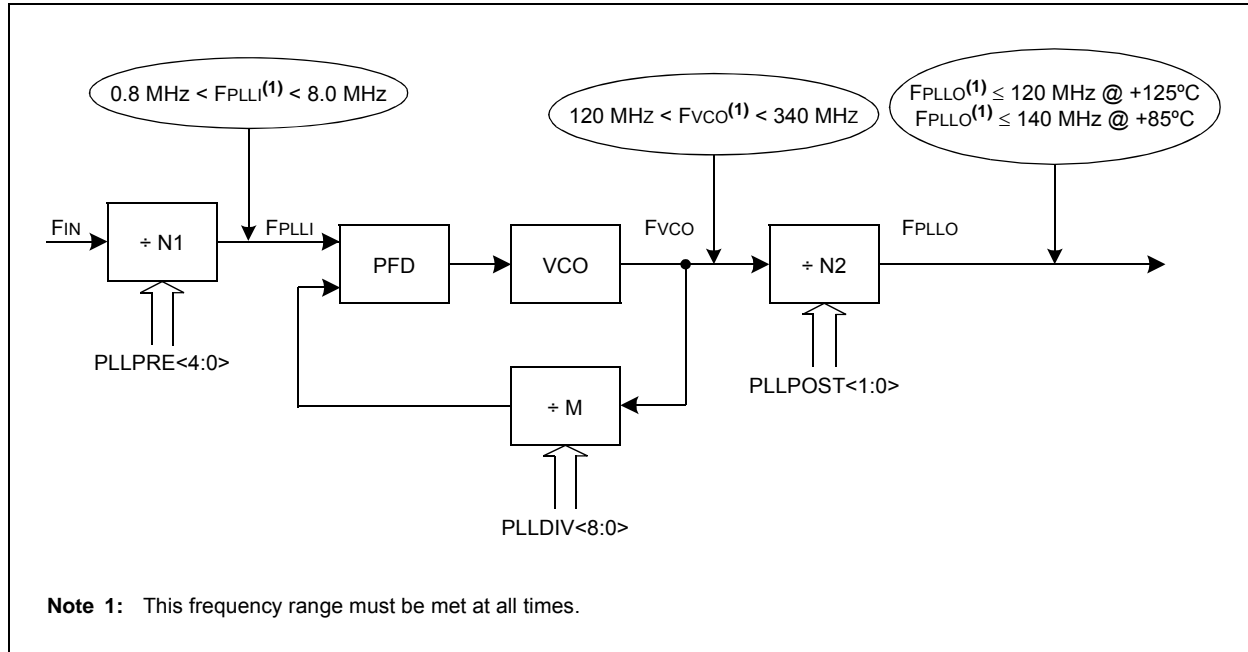 0.8 MHz < FPLLI(1) < 8.0 MHz
120 MHZ < FVCO(1) < 340 MHZ
FPLLO(1) ≤ 120 MHz @ +125ºC
FPLLO(1) ≤ 140 MHz @ +85ºC
FIN
÷ N1
FPLLI
PFD
VCO
FVCO
÷ N2
FPLLO
PLLPRE<4:0>
÷ M
PLLPOST<1:0>
PLLDIV<8:0>
Note 1: This frequency range must be met at all times.